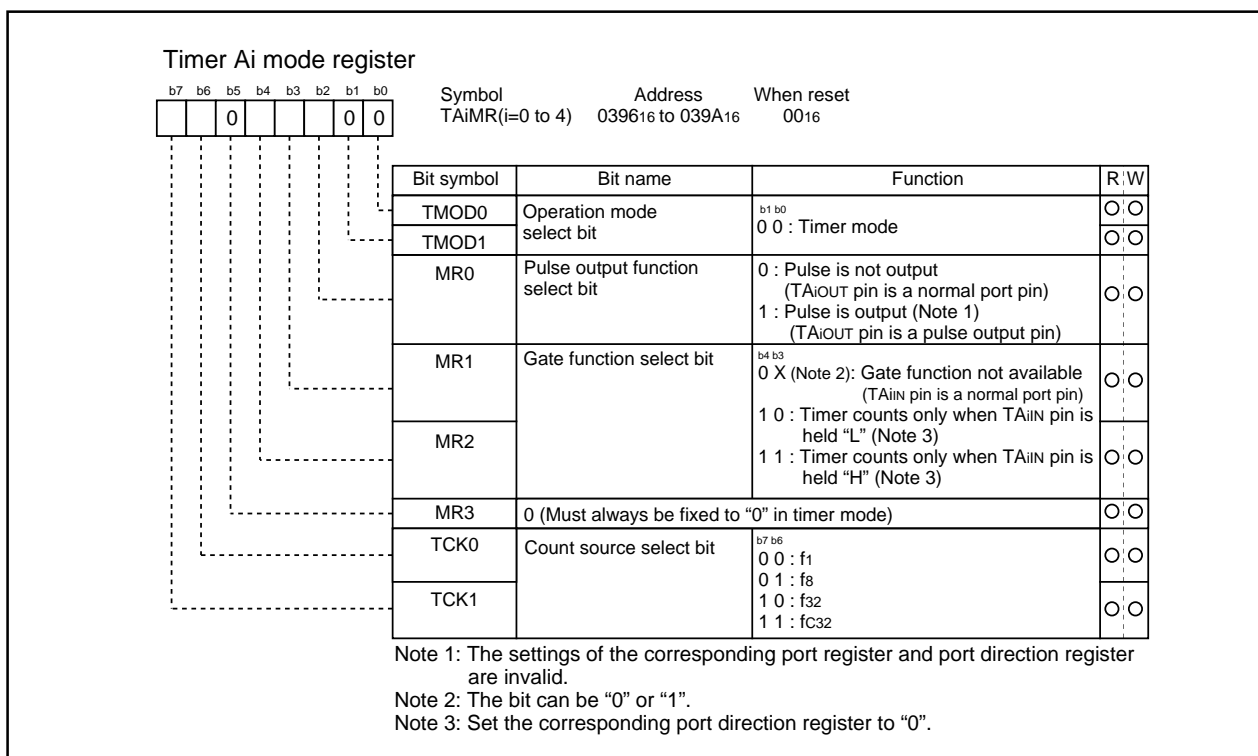 Timer Ai mode register
b7 b6 b5 b4 b3 b2 b1 b0
0 0 0
Symbol Address When reset
TAiMR(i=0 to 4) 039616 to 039A16 0016
Bit symbol Bit name Function R W
TMOD0
TMOD1
Operation mode
select bit
b1 b0
0 0 : Timer mode
MR0
Pulse output function
select bit
0 : Pulse is not output
(TAiOUT pin is a normal port pin)
1 : Pulse is output (Note 1)
(TAiOUT pin is a pulse output pin)
MR1
MR2
Gate function select bit
b4 b3
0 X (Note 2): Gate function not available
(TAiIN pin is a normal port pin)
1 0 : Timer counts only when TAiIN pin is
held “L” (Note 3)
1 1 : Timer counts only when TAiIN pin is
held “H” (Note 3)
MR3
0 (Must always be fixed to “0” in timer mode)
TCK0
TCK1
Count source select bit
b7 b6
0 0 : f1
0 1 : f8
1 0 : f32
1 1 : fC32
Note 1: The settings of the corresponding port register and port direction register
are invalid.
Note 2: The bit can be “0” or “1”.
Note 3: Set the corresponding port direction register to “0”.